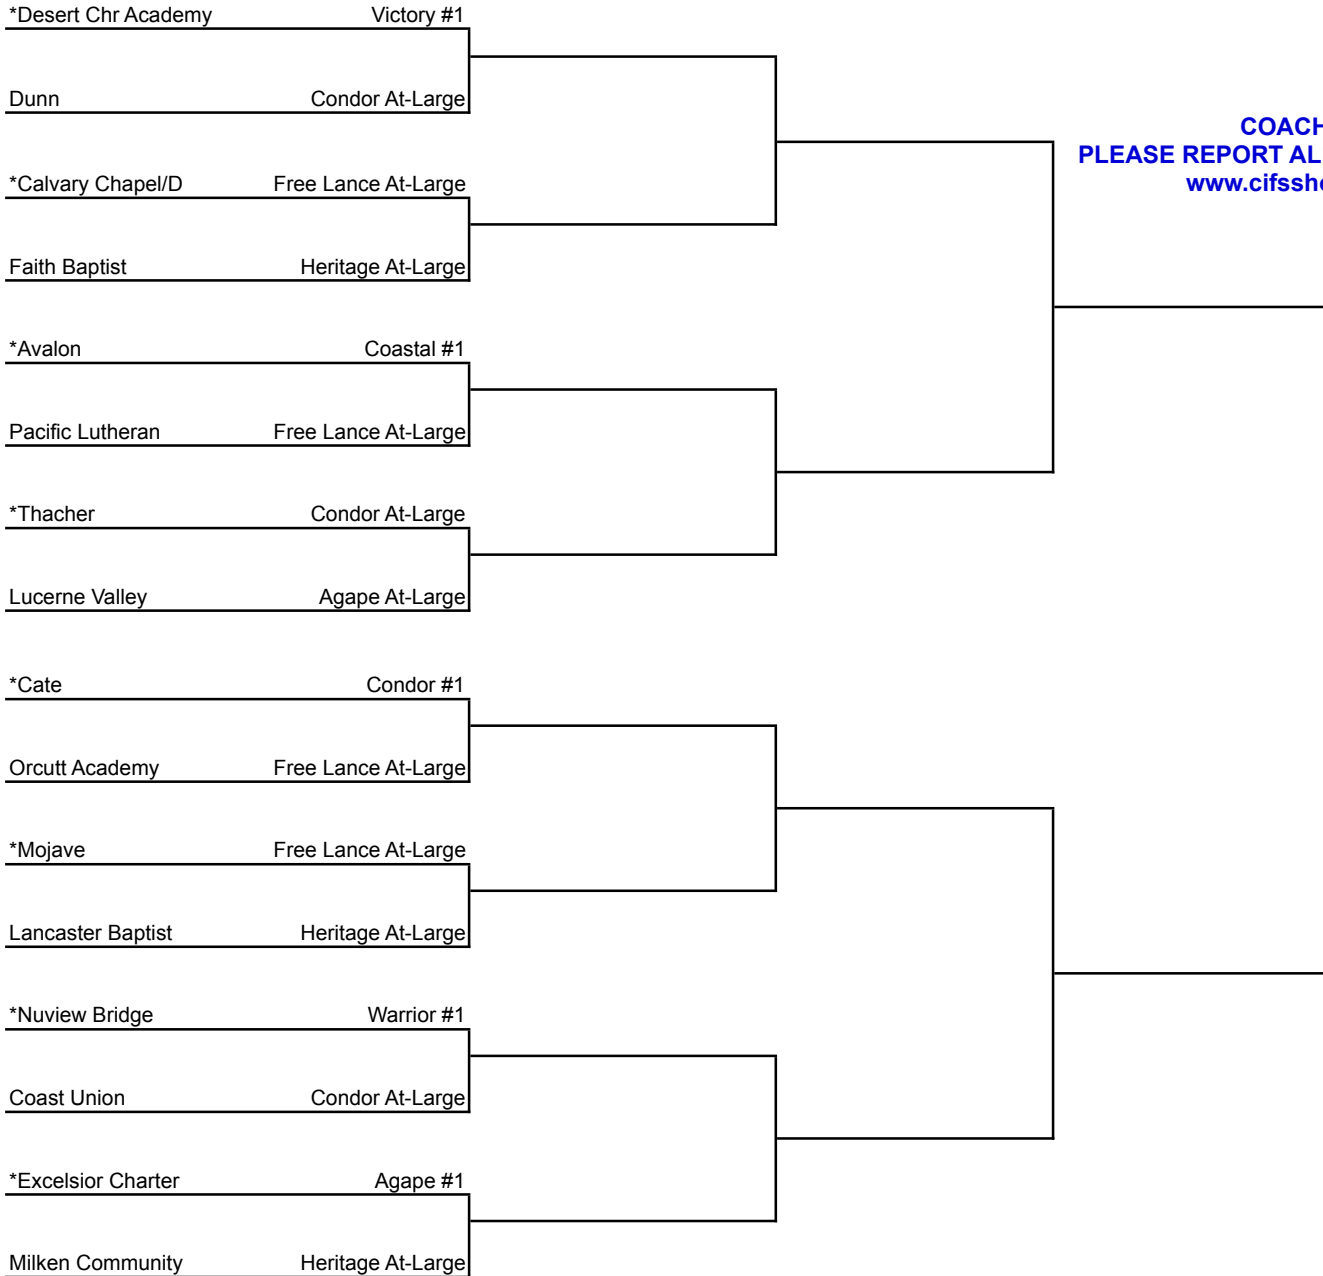 *Desert Chr Academy Victory #1
Dunn Condor At-Large
COACH
PLEASE REPORT AL
*Calvary Chapel/D Free Lance At-Large
www.cifssh
Faith Baptist Heritage At-Large
*Avalon Coastal #1
Pacific Lutheran Free Lance At-Large
*Thacher Condor At-Large
Lucerne Valley Agape At-Large
*Cate Condor #1
Orcutt Academy Free Lance At-Large
*Mojave Free Lance At-Large
Lancaster Baptist Heritage At-Large
*Nuview Bridge Warrior #1
Coast Union Condor At-Large
*Excelsior Charter Agape #1
Milken Community Heritage At-Large